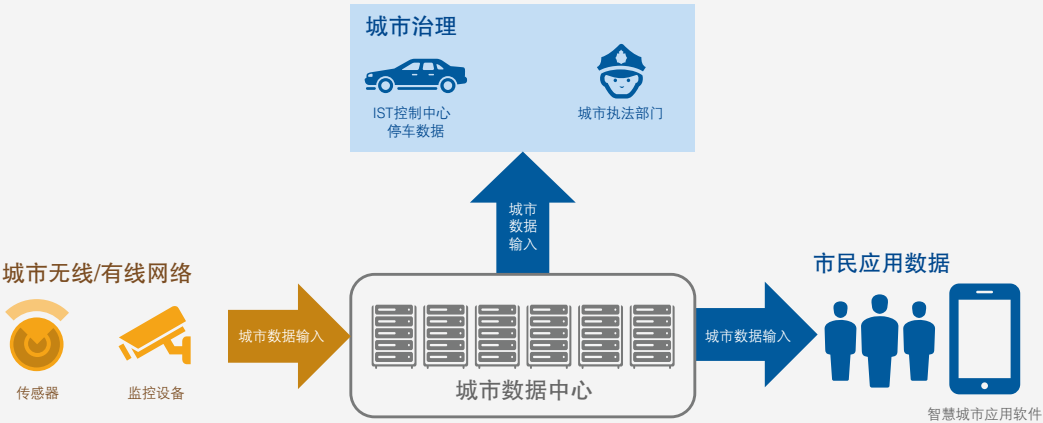 城市治理
IST控制中心
停车数据
城市执法部门
城市
数据
输入
城市无线/有线网络
传感器
监控设备
城市数据输入
城市数据中心
城市数据输入
市民应用数据
智慧城市应用软件